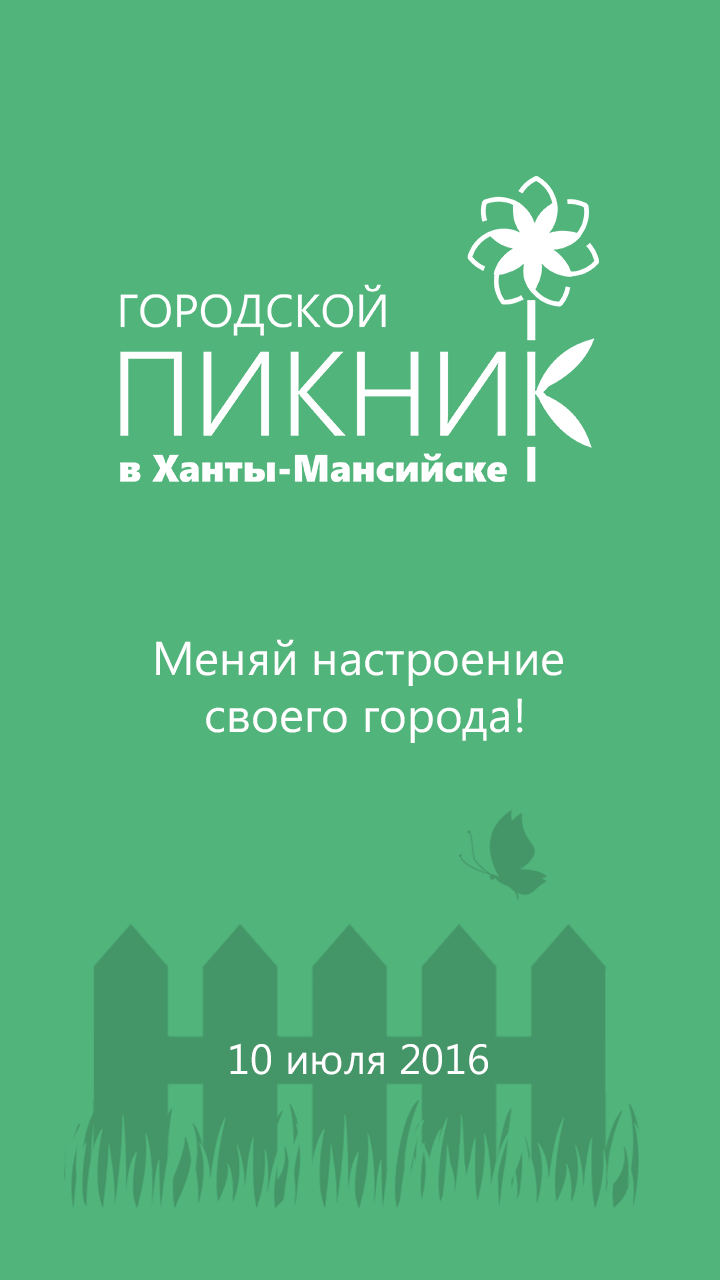 ГОРОДСКОЙ
ПИКНИК
в Ханты-Мансийске
Меняй настроение
своего города!
10 июля 2016